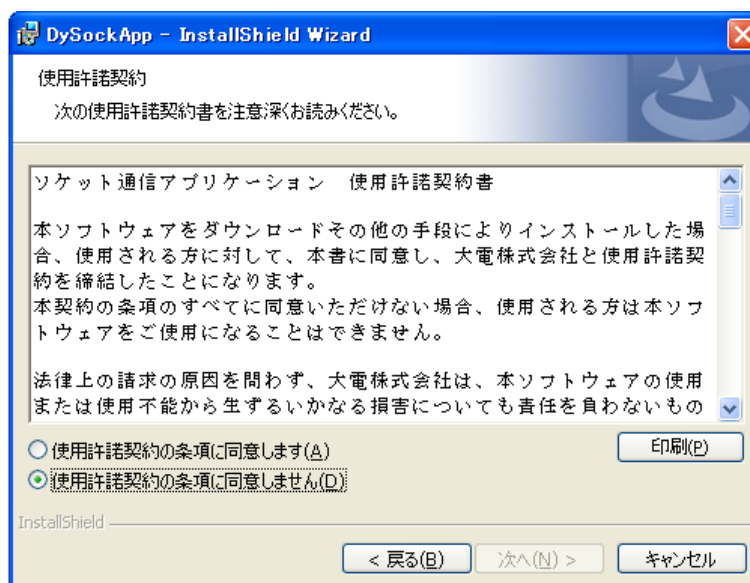 DySockApp - InstallShield Wizard
使用許諾契約
次の使用許諾契約書を注意深くお読みください。
ソケット通信アプリケーション　使用許諾契約書
本ソフトウェアをダウンロードその他の手段によりインストールした場
合、使用される方に対して、本書に同意し、大電株式会社と使用許諾契
約を締結したことになります。
本契約の条項のすべてに同意いただけない場合、使用される方は本ソフ
トウェアをご使用になることはできません。
法律上の請求の原因を問わず、大電株式会社は、本ソフトウェアの使用
または使用不能から生ずるいかなる損害についても責任を負わないもの
使用許諾契約の条項に同意します(A)
印刷(P)
使用許諾契約の条項に同意しません(D)
InstallShield
< 戻る(B)
次へ(N) >
キャンセル